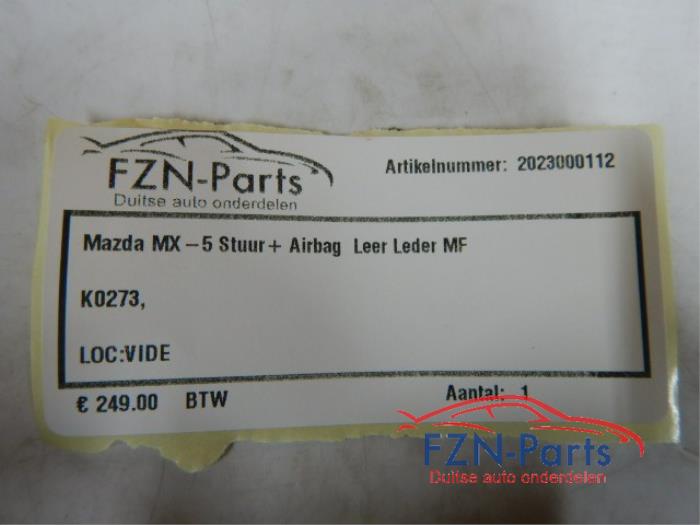 FZN-Parts
Duitse auto onderdelen
Artikelnummer: 2023000112
Mazda MX-5 Stuur+ Airbag Leer Leder MF
K0273,
LOC:VIDE
€ 249.00 BTW
Aantal: 1
FZN-Parts
Duitse auto onderdelen